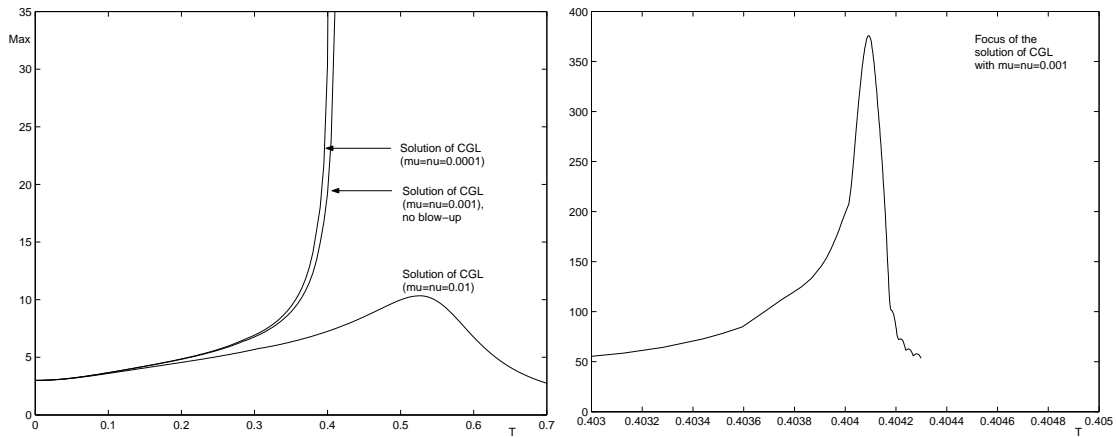 35
Max
30
25
20
15
10
5
0
Solution of CGL
(mu=nu=0.0001)
Solution of CGL
(mu=nu=0.001),
no blow-up
Solution of CGL
(mu=nu=0.01)
0 0.1 0.2 0.3 0.4 0.5 0.6 0.7
T
400
350
300
250
200
150
100
50
0
Focus of the
solution of CGL
with mu=nu=0.001
0.403 0.4032 0.4034 0.4036 0.4038 0.404 0.4042 0.4044 0.4046 0.4048 0.405
T